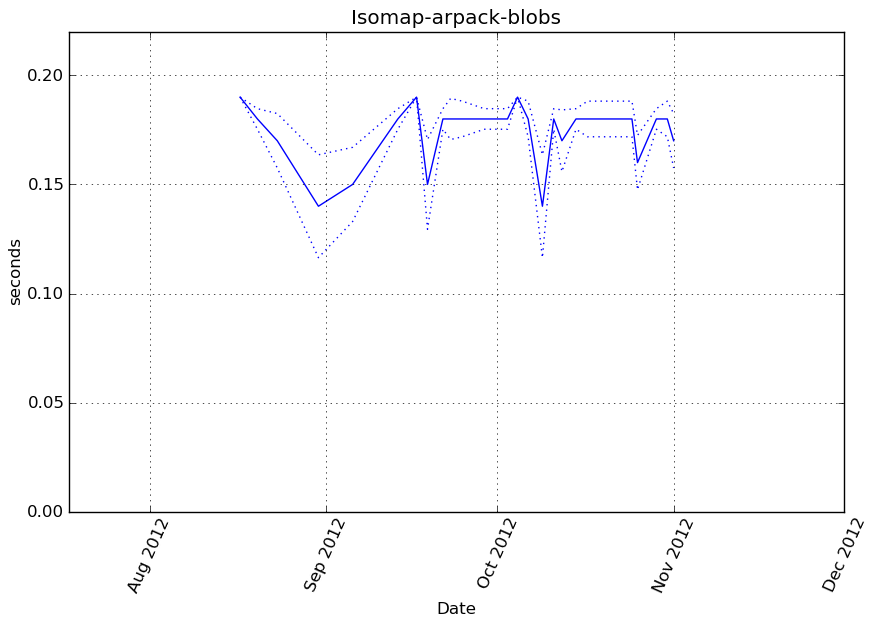 Isomap-arpack-blobs
0.20
0.15
0.10
0.05
0.00
seconds
Aug 2012
Sep 2012
Oct 2012
Nov 2012
Dec 2012
Date